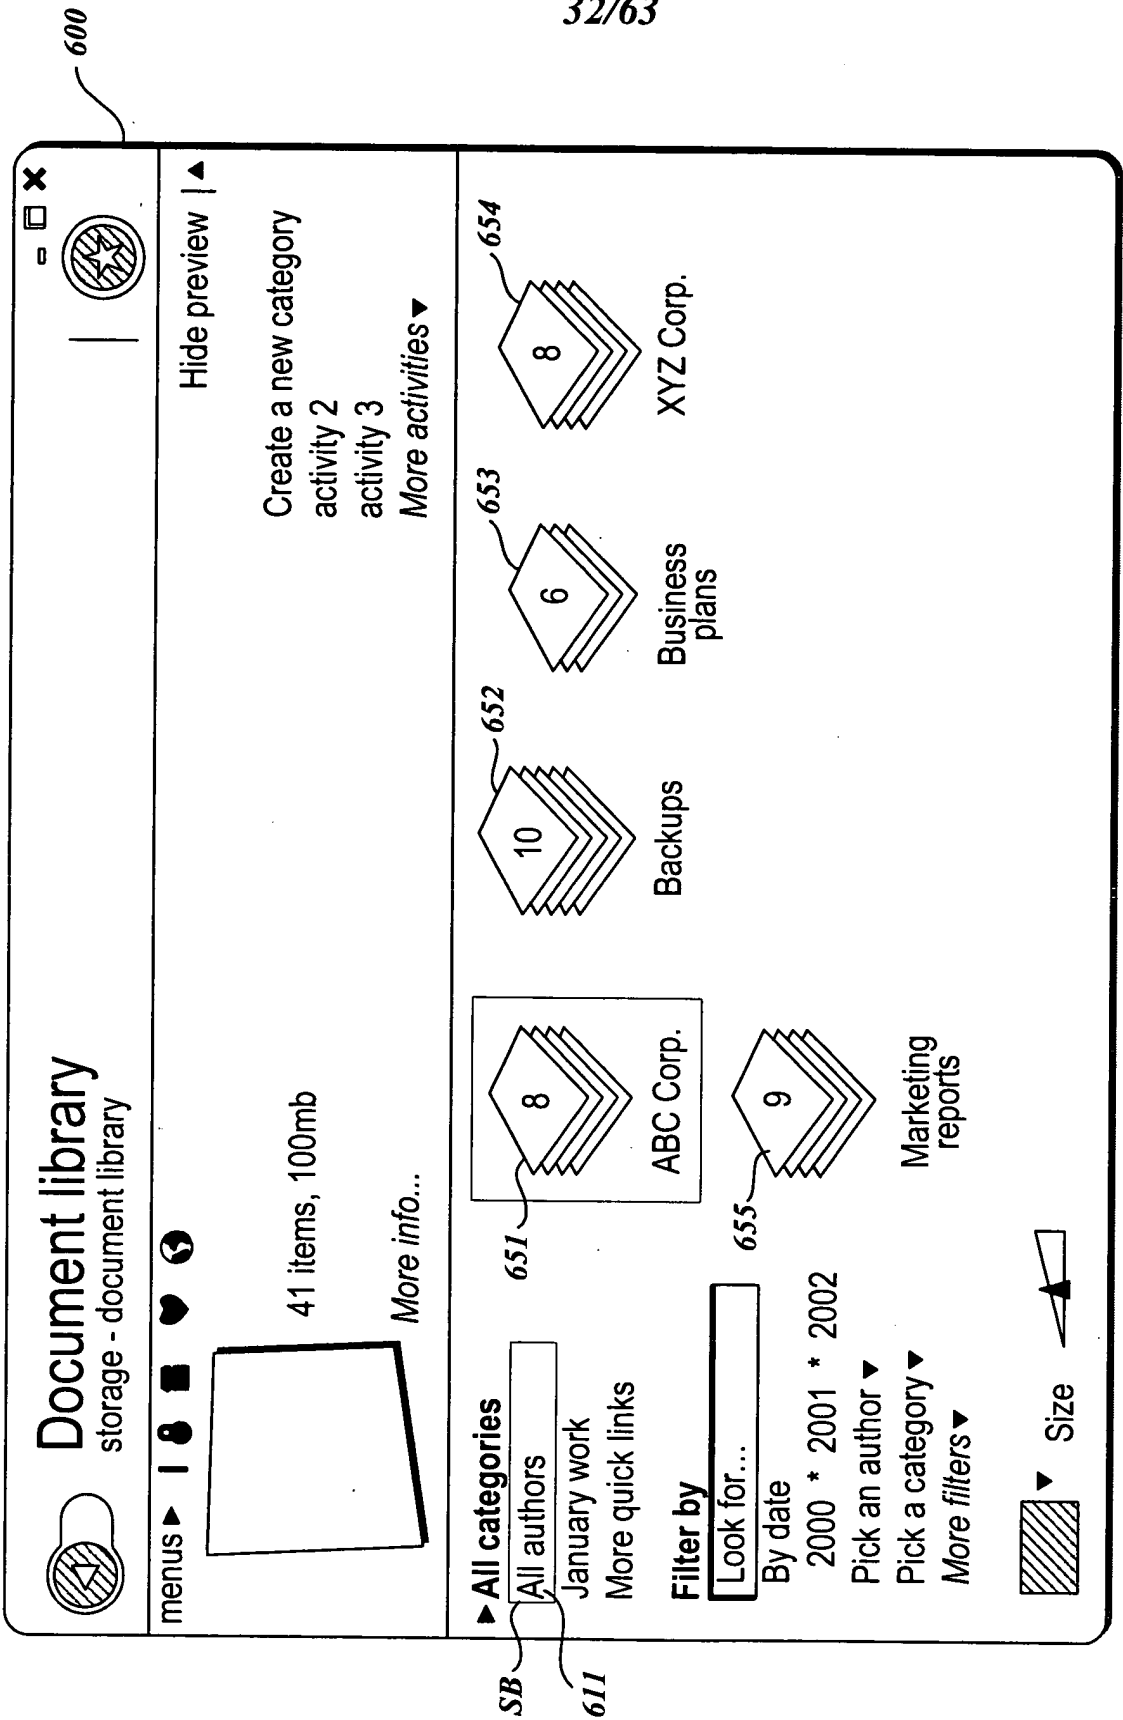 32/63
600
Document library
storage - document library
menus
Hide preview
41 items, 100mb
More info...
Create a new category
activity 2
activity 3
More activities
All categories
SB
All authors
611
January work
More quick links
Filter by
Look for...
By date
2000 * 2001 * 2002
Pick an author
Pick a category
More filters
Size
651
8
ABC Corp.
652
10
Backups
653
6
Business
plans
654
8
XYZ Corp.
655
9
Marketing
reports